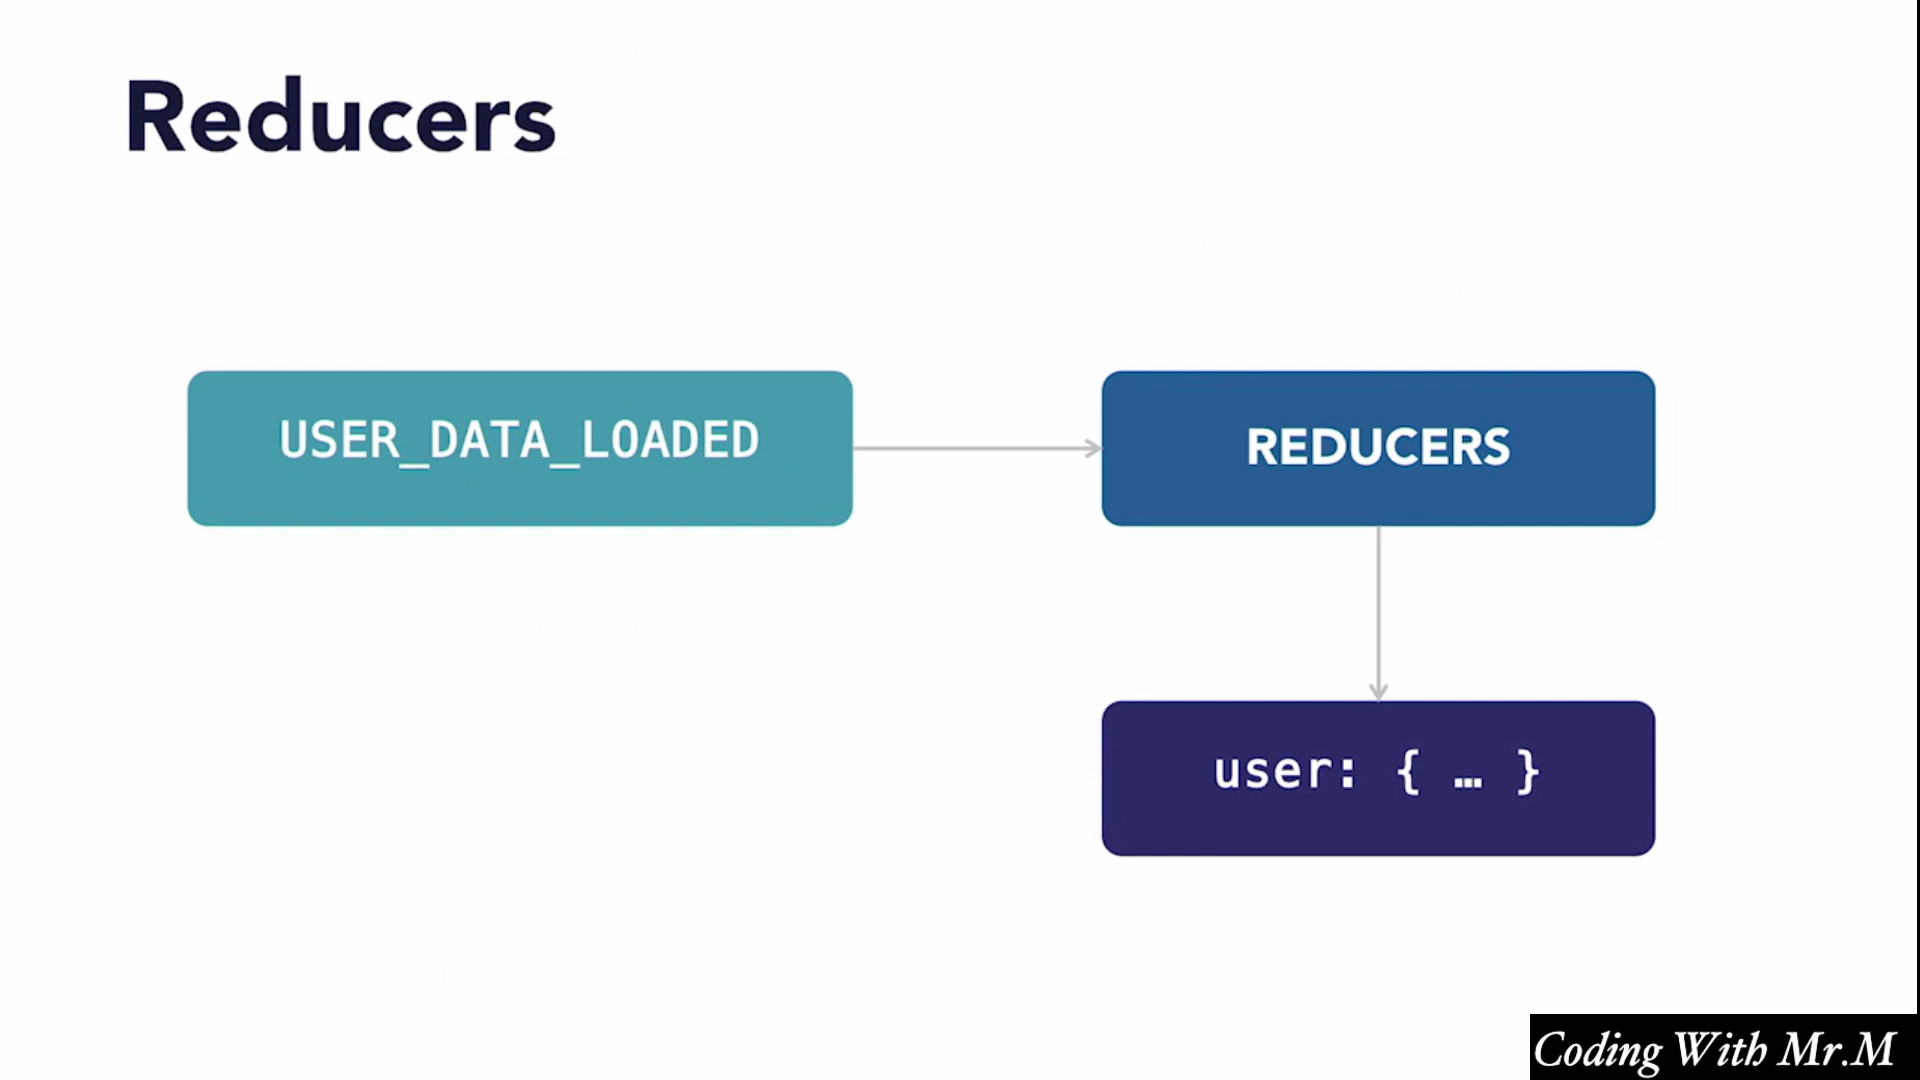 Reducers
USER_DATA_LOADED
REDUCERS
user: { … }
Coding With Mr.M